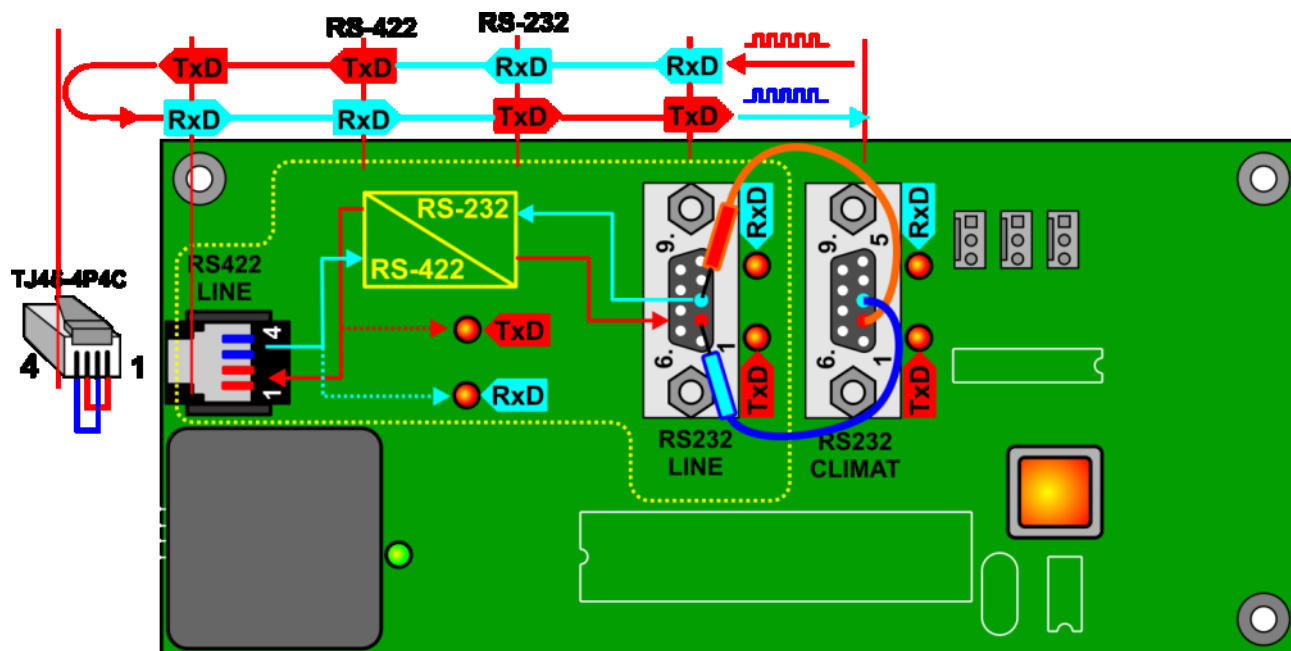 RS-422 RS-232
TxD TxD RxD RxD
RxD RxD TxD TxD
RS-232
RS-422
RS422
LINE
4
1
TJ45-4P4C
4 1
TxD
RxD
9.
6.
1
RxD
TxD
RS232
LINE
9.
5
6.
1
RxD
TxD
RS232
CLIMAT